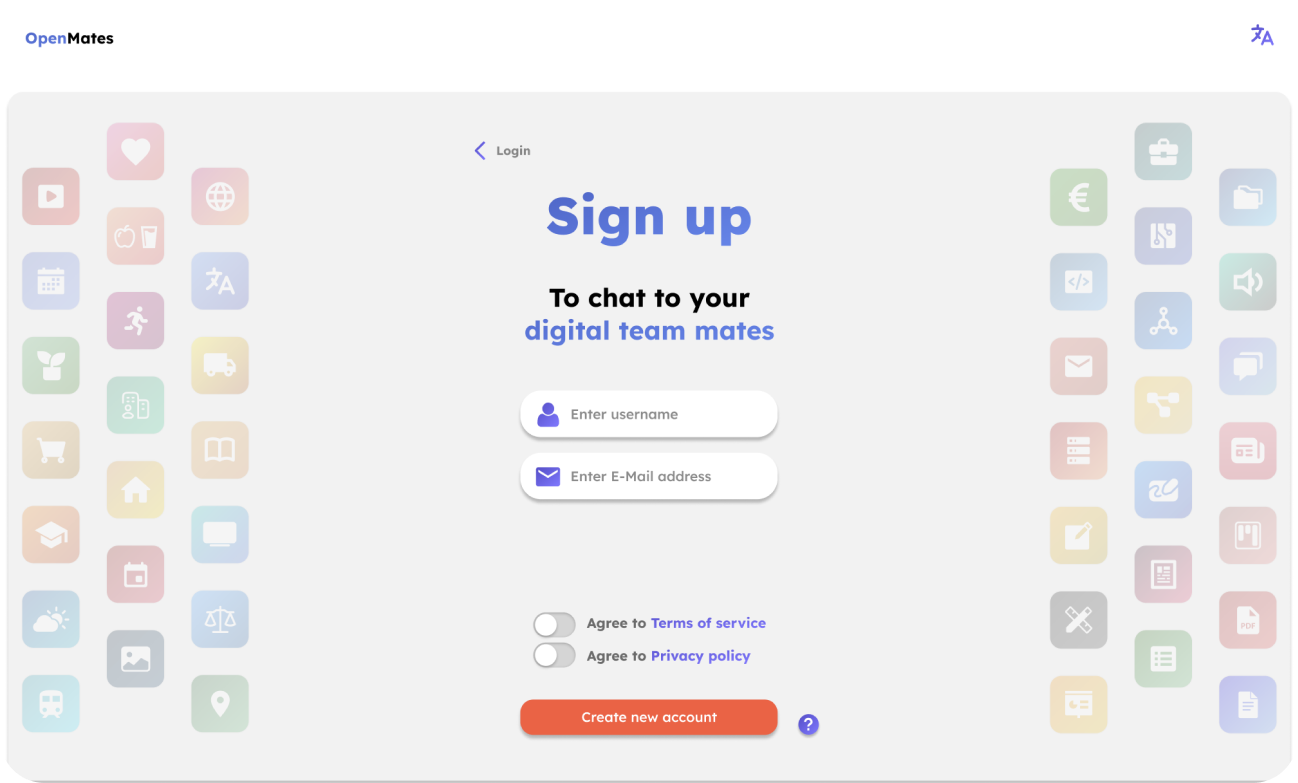 OpenMates
Login
Sign up
To chat to your
digital team mates
Enter username
Enter E-Mail address
Agree to Terms of service
Agree to Privacy policy
Create new account
?
€
</>
PDF